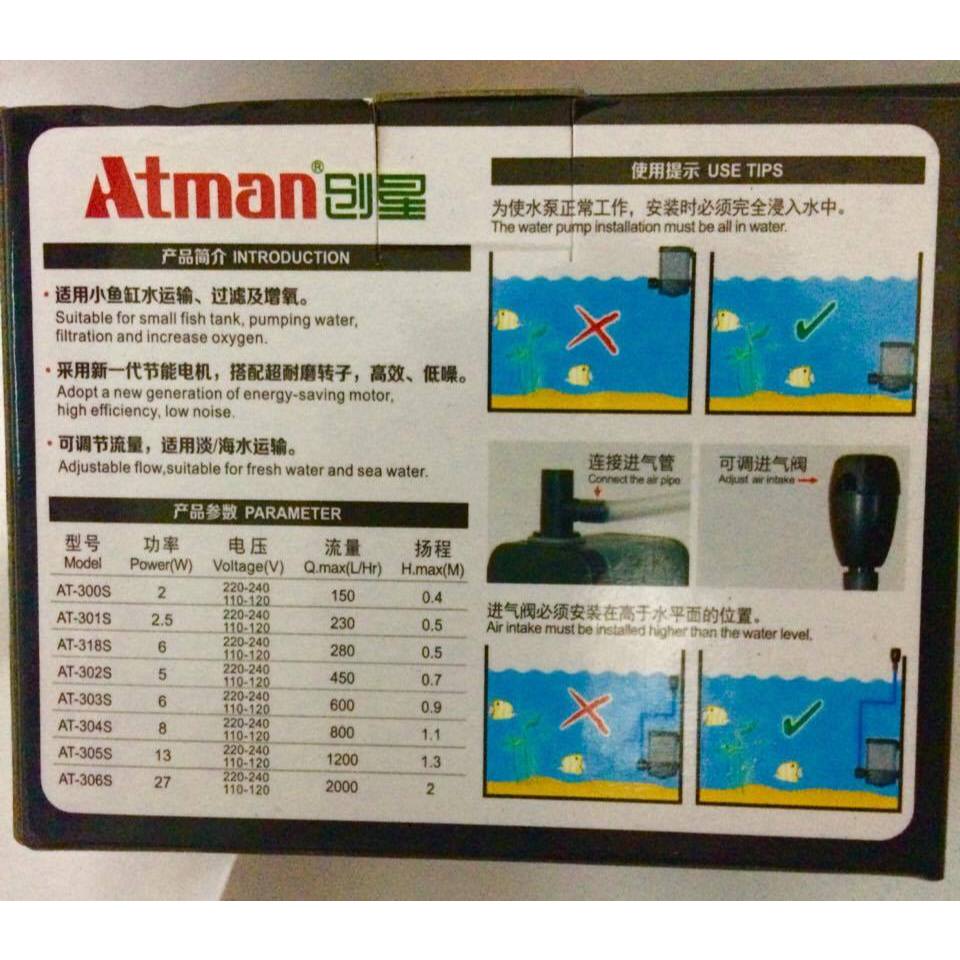 Atman®创星
产品简介 INTRODUCTION
• 适用小鱼缸水运输、过滤及增氧。
Suitable for small fish tank, pumping water,
filtration and increase oxygen.
• 采用新一代节能电机，搭配超耐磨转子，高效、低噪。
Adopt a new generation of energy-saving motor,
high efficiency, low noise.
• 可调节流量，适用淡/海水运输。
Adjustable flow,suitable for fresh water and sea water.
产品参数 PARAMETER
型号 功率 电压 流量 扬程
Model Power(W) Voltage(V) Q.max(L/Hr) H.max(M)
AT-300S 2 220-240 150 0.4
110-120
AT-301S 2.5 220-240 230 0.5
110-120
AT-318S 6 220-240 280 0.5
110-120
AT-302S 5 220-240 450 0.7
110-120
AT-303S 6 220-240 600 0.9
110-120
AT-304S 8 220-240 800 1.1
110-120
AT-305S 13 220-240 1200 1.3
110-120
AT-306S 27 220-240 2000 2
110-120
使用提示 USE TIPS
为使水泵正常工作，安装时必须完全浸入水中。
The water pump installation must be all in water.
连接进气管
Connect the air pipe
可调进气阀
Adjust air intake
进气阀必须安装在高于水平面的位置。
Air intake must be installed higher than the water level.